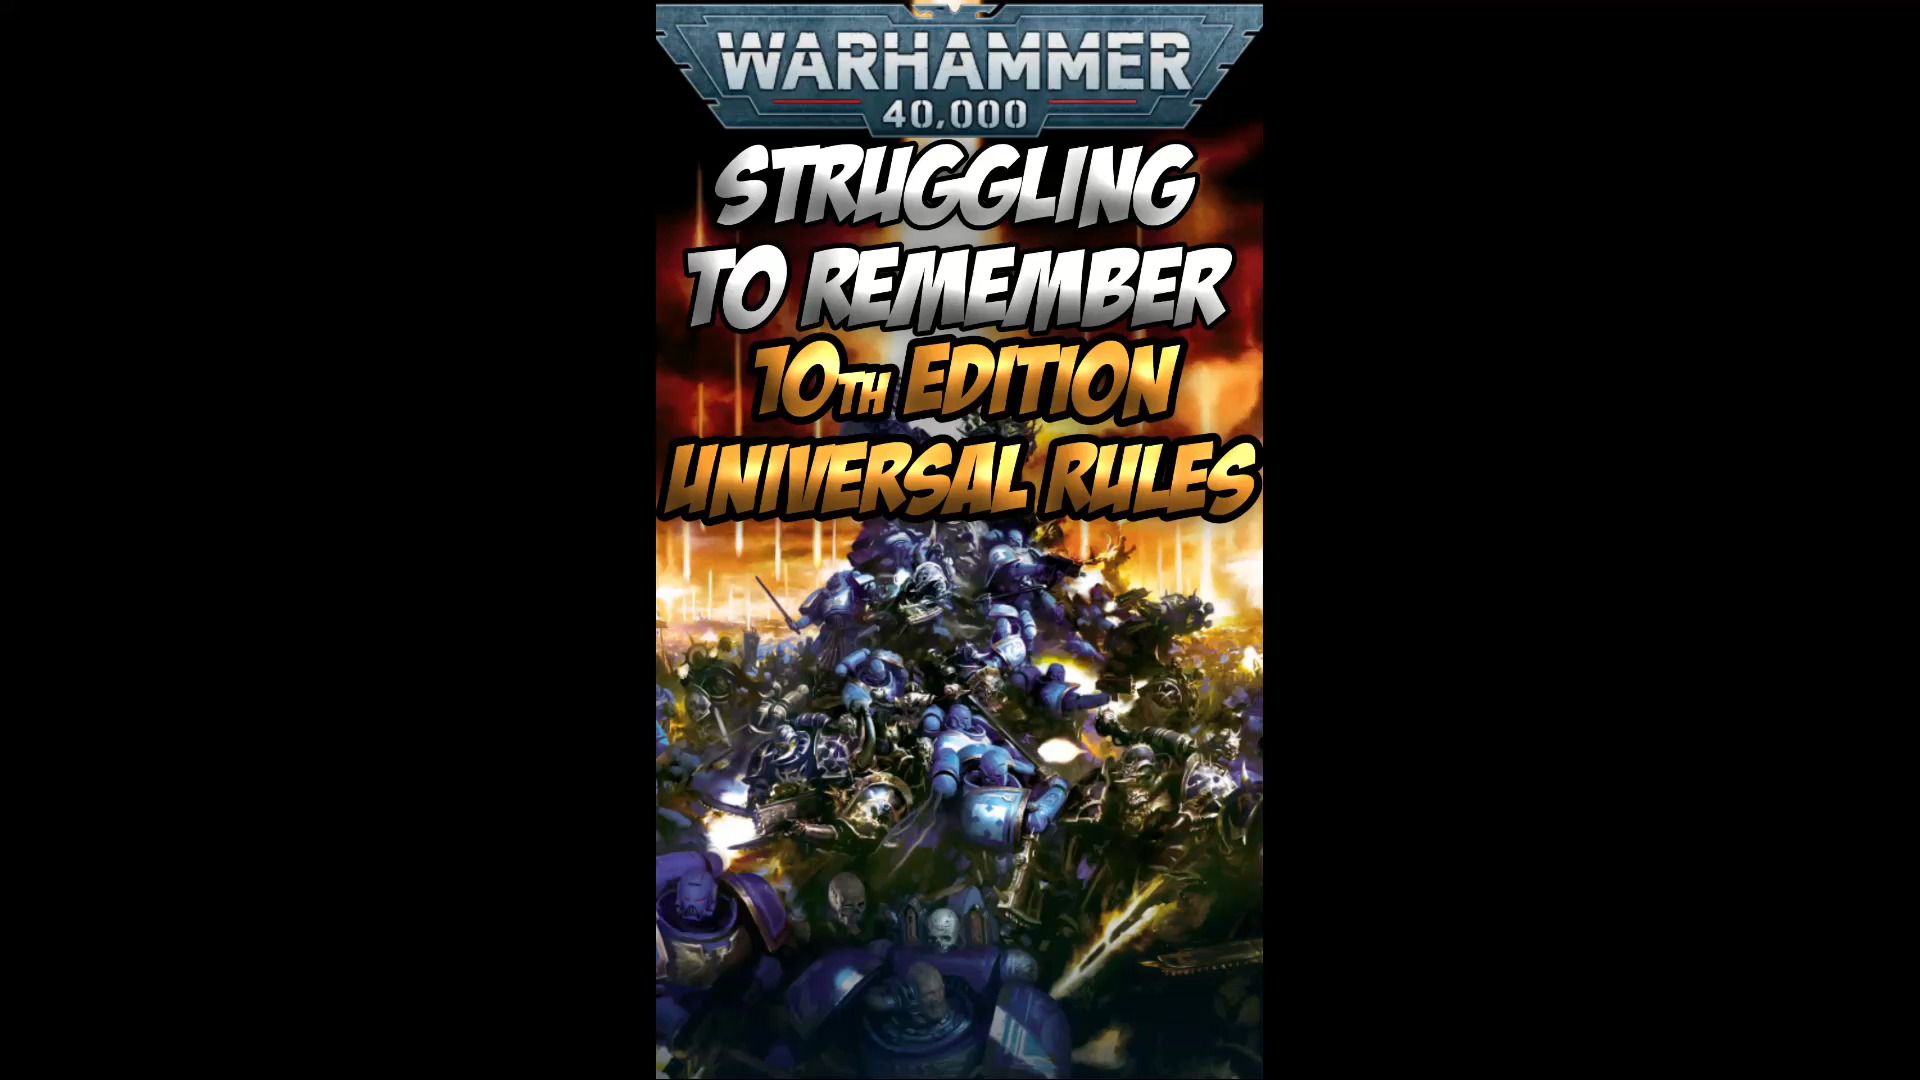 WARHAMMER
40,000
STRUGGLING
TO REMEMBER
10TH EDITION
UNIVERSAL RULES